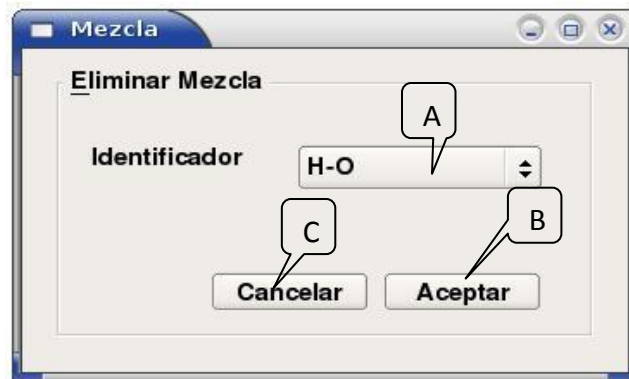 Mezcla
Eliminar Mezcla
A
Identificador
H-O
C
B
Cancelar
Aceptar